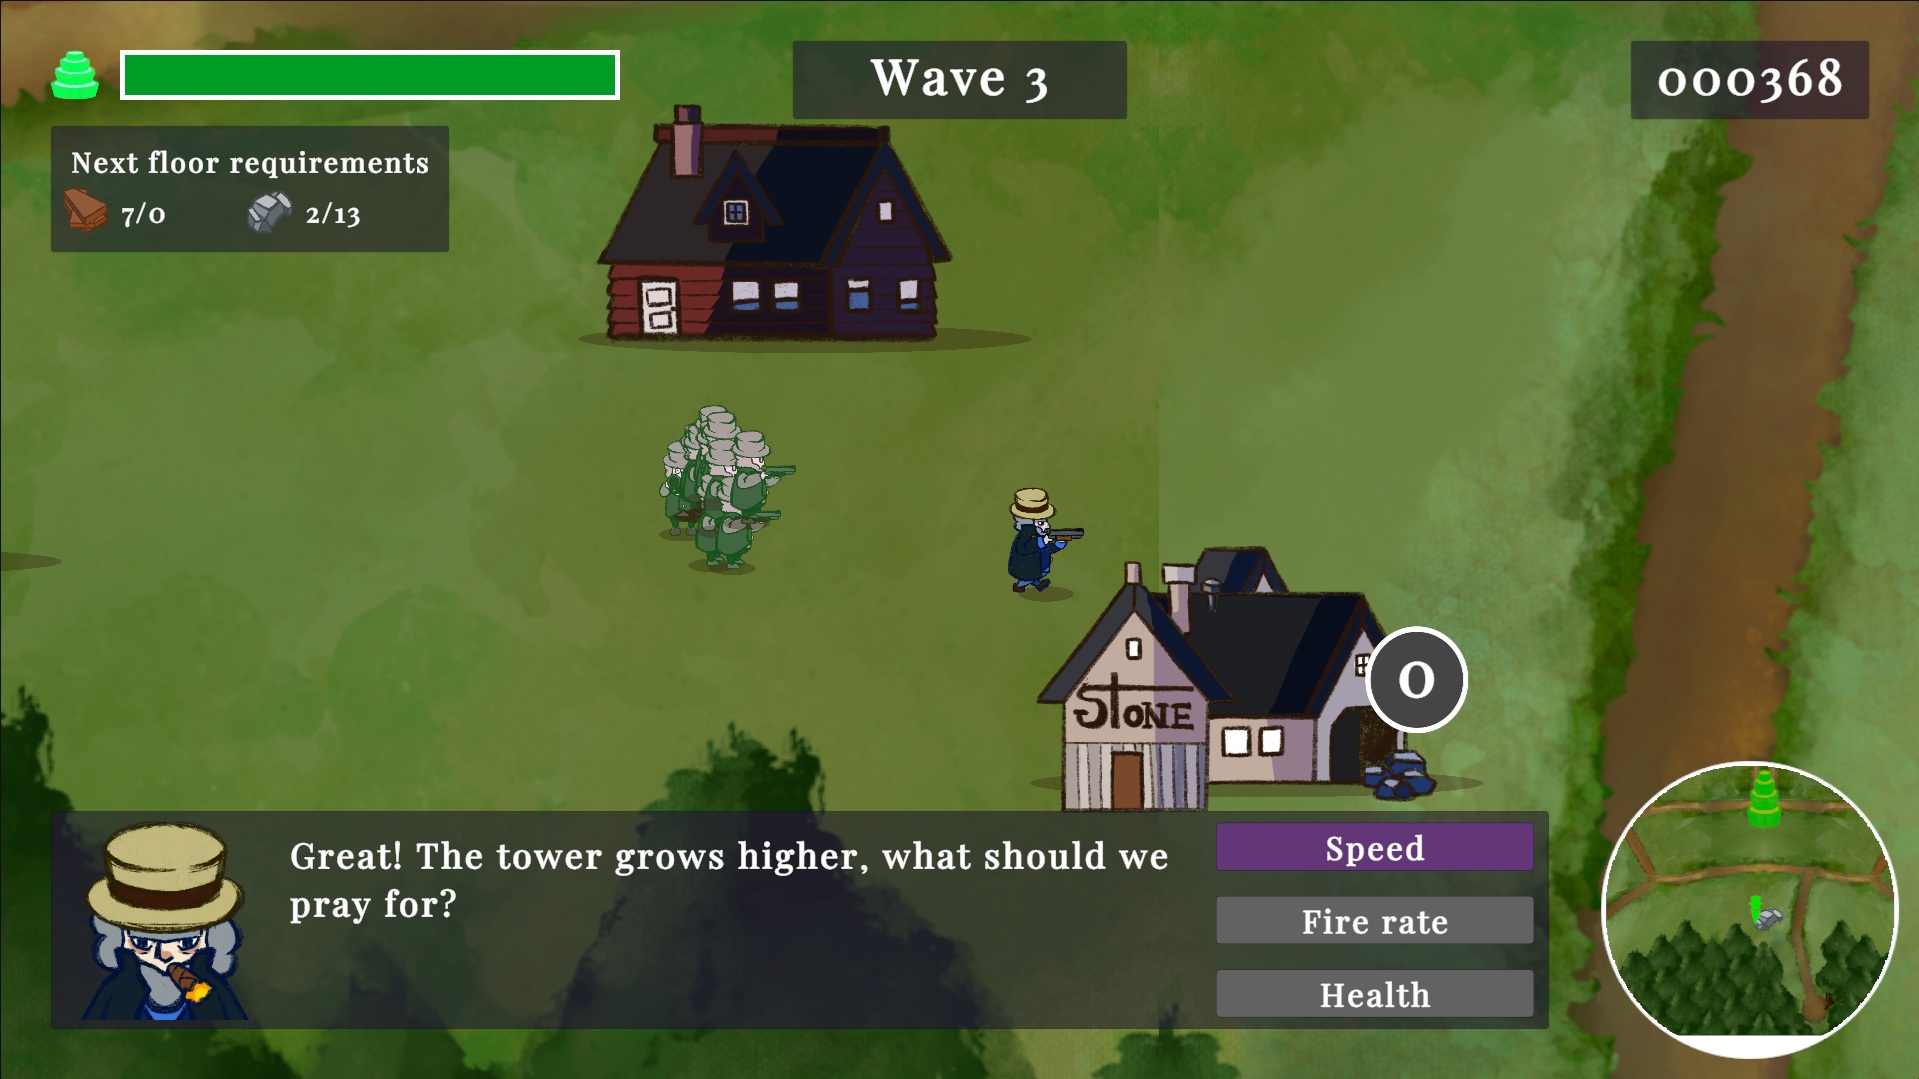 Wave 3
000368
Next floor requirements
7/0 2/13
STONE
0
Great! The tower grows higher, what should we
pray for?
Speed
Fire rate
Health